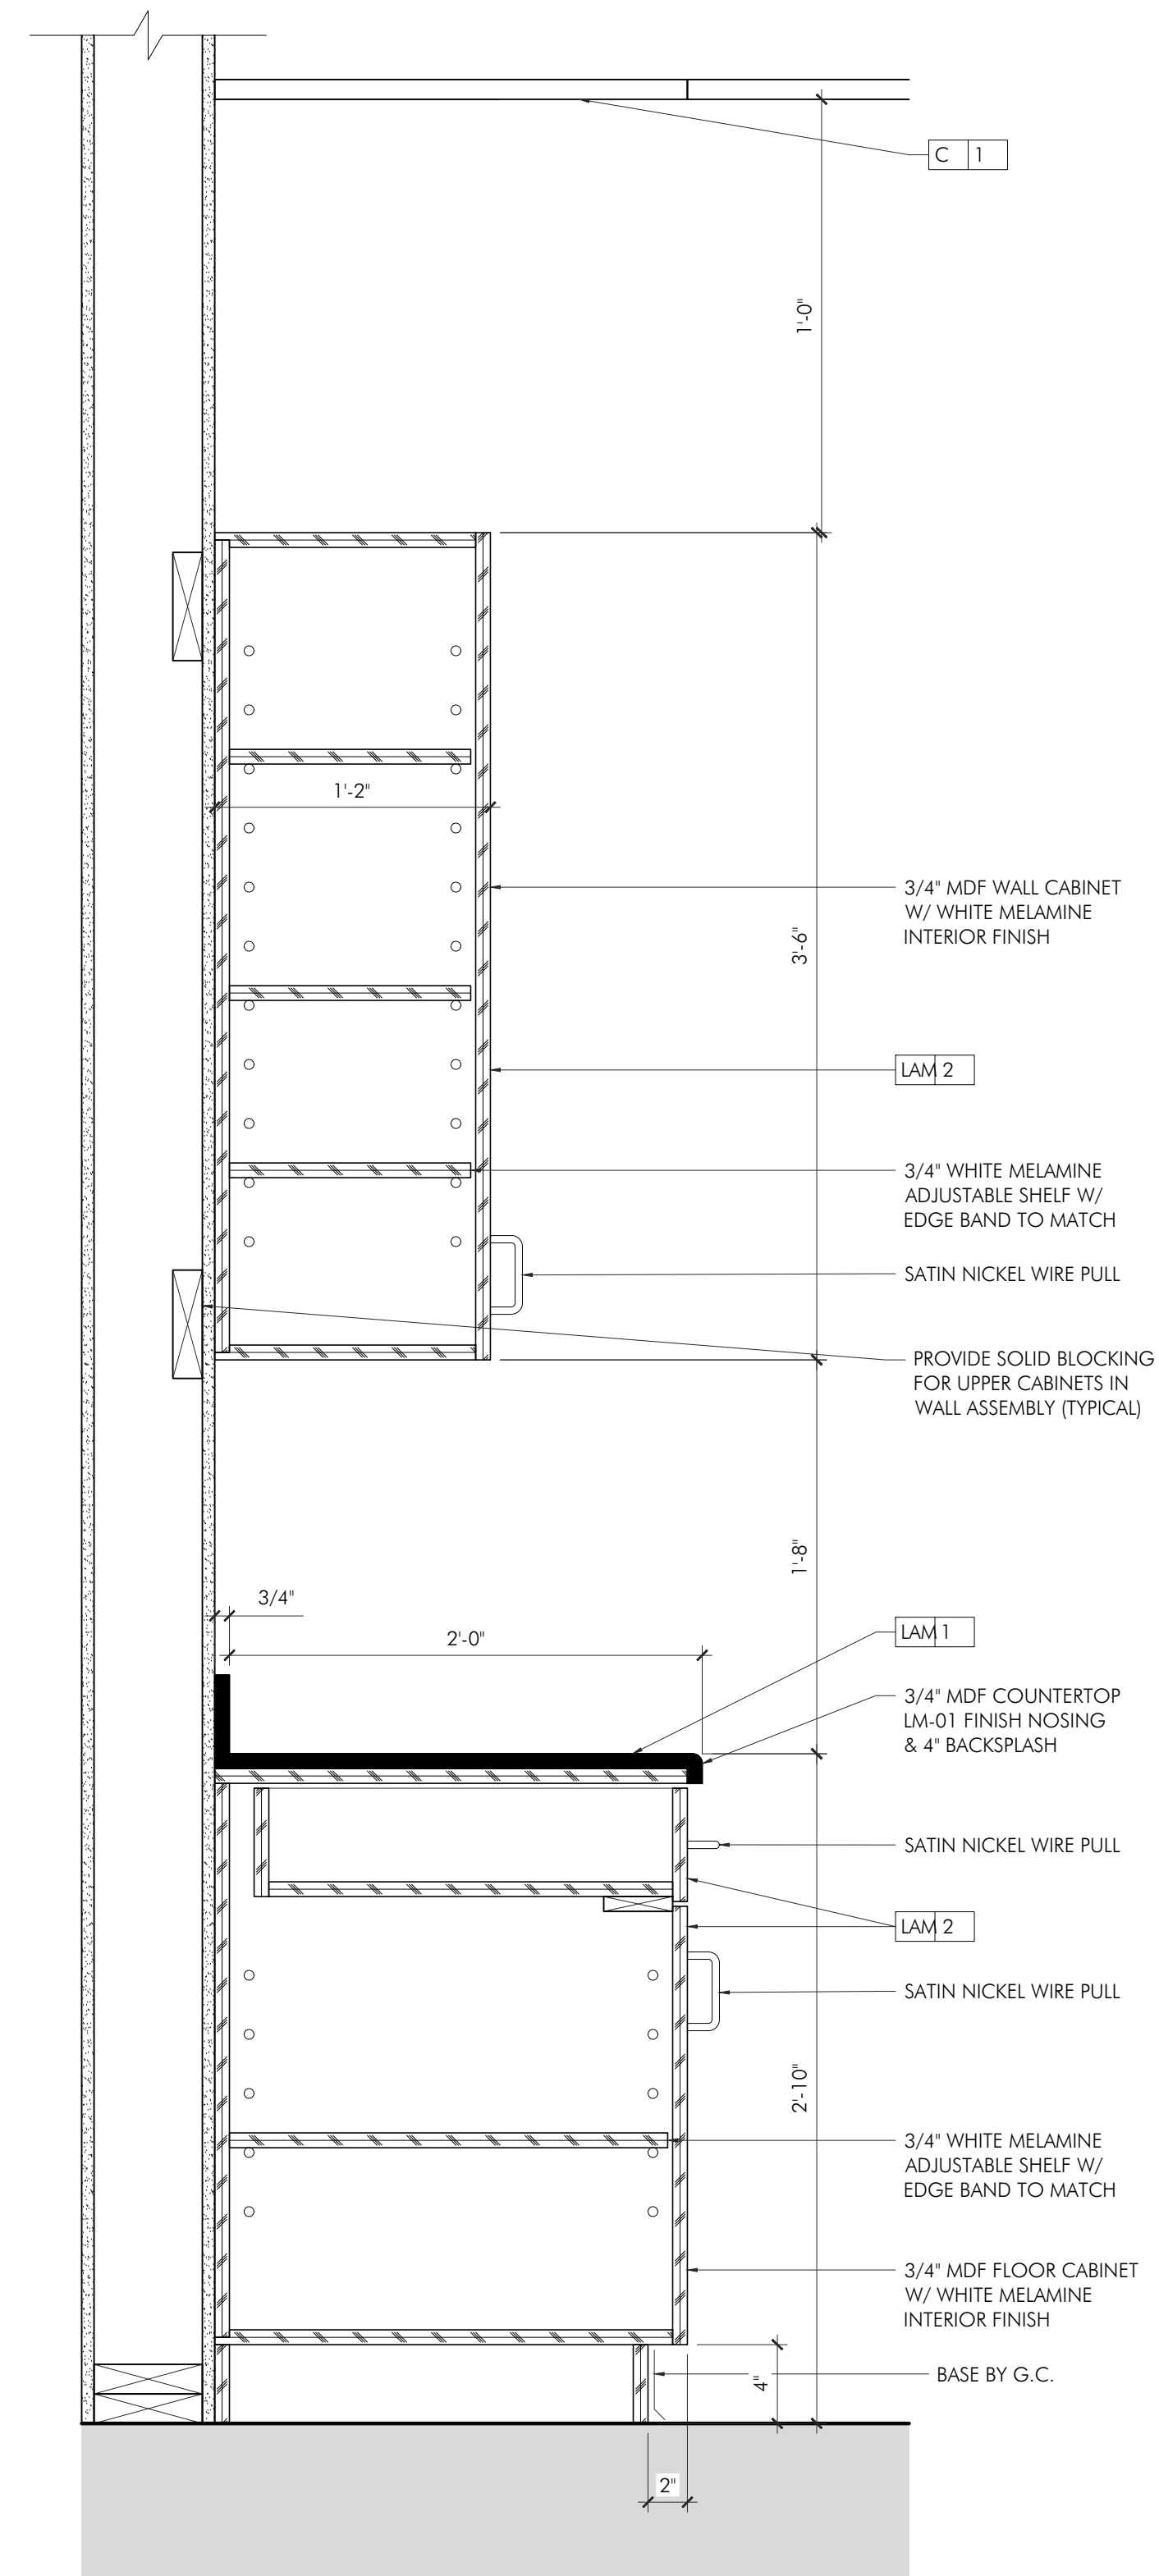 C 1
1'-0"
1'-2"
3/4" MDF WALL CABINET
W/ WHITE MELAMINE
INTERIOR FINISH
3'-6"
LAM 2
3/4" WHITE MELAMINE
ADJUSTABLE SHELF W/
EDGE BAND TO MATCH
SATIN NICKEL WIRE PULL
PROVIDE SOLID BLOCKING
FOR UPPER CABINETS IN
WALL ASSEMBLY (TYPICAL)
1'-8"
3/4"
2'-0"
LAM 1
3/4" MDF COUNTERTOP
LM-01 FINISH NOSING
& 4" BACKSPLASH
SATIN NICKEL WIRE PULL
LAM 2
SATIN NICKEL WIRE PULL
2'-10"
3/4" WHITE MELAMINE
ADJUSTABLE SHELF W/
EDGE BAND TO MATCH
3/4" MDF FLOOR CABINET
W/ WHITE MELAMINE
INTERIOR FINISH
BASE BY G.C.
4"
2"